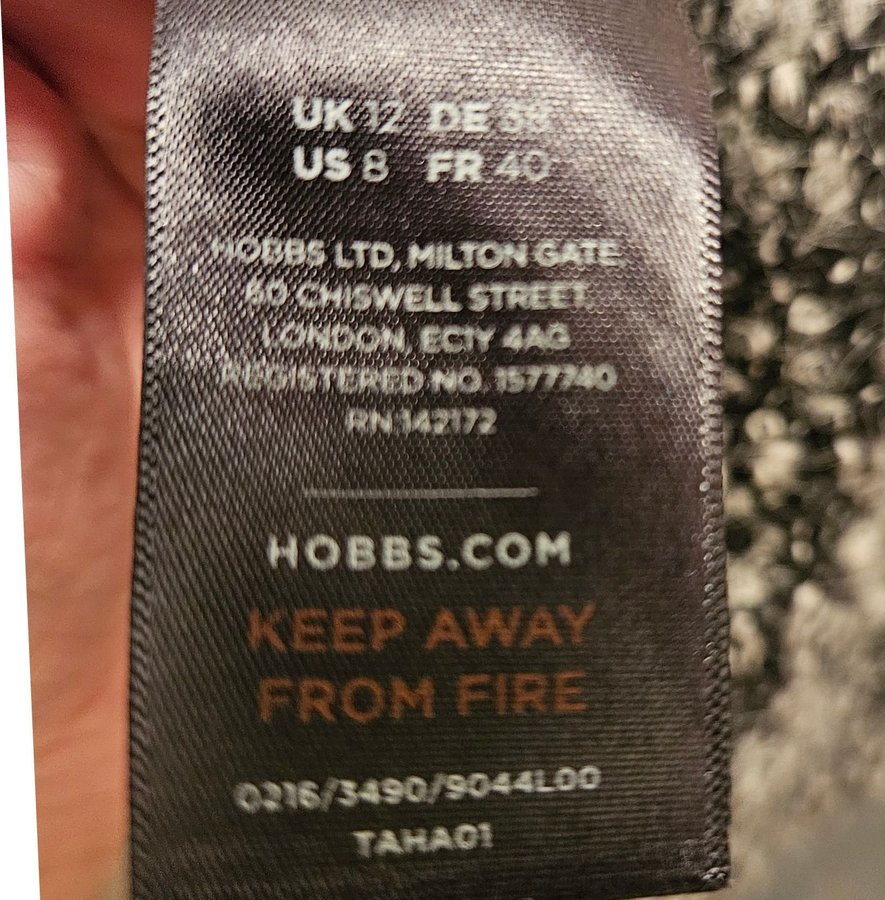 UK 12 DE 38
US 8 FR 40
HOBBS LTD, MILTON GATE,
60 CHISWELL STREET,
LONDON, EC1Y 4AG
REGISTERED NO. 1577740
RN:142172
HOBBS.COM
KEEP AWAY
FROM FIRE
0216/3490/9044L00
TAHA01